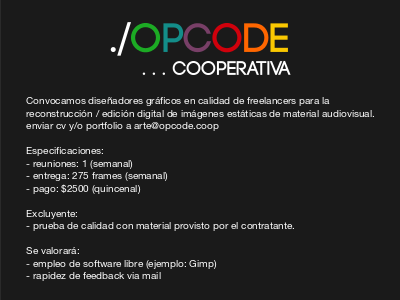 ./OPCODE
... COOPERATIVA
Convocamos diseñadores gráficos en calidad de freelancers para la
reconstrucción / edición digital de imágenes estáticas de material audiovisual.
enviar cv y/o portfolio a arte@opcode.coop
Especificaciones:
- reuniones: 1 (semanal)
- entrega: 275 frames (semanal)
- pago: $2500 (quincenal)
Excluyente:
- prueba de calidad con material provisto por el contratante.
Se valorará:
- empleo de software libre (ejemplo: Gimp)
- rapidez de feedback via mail